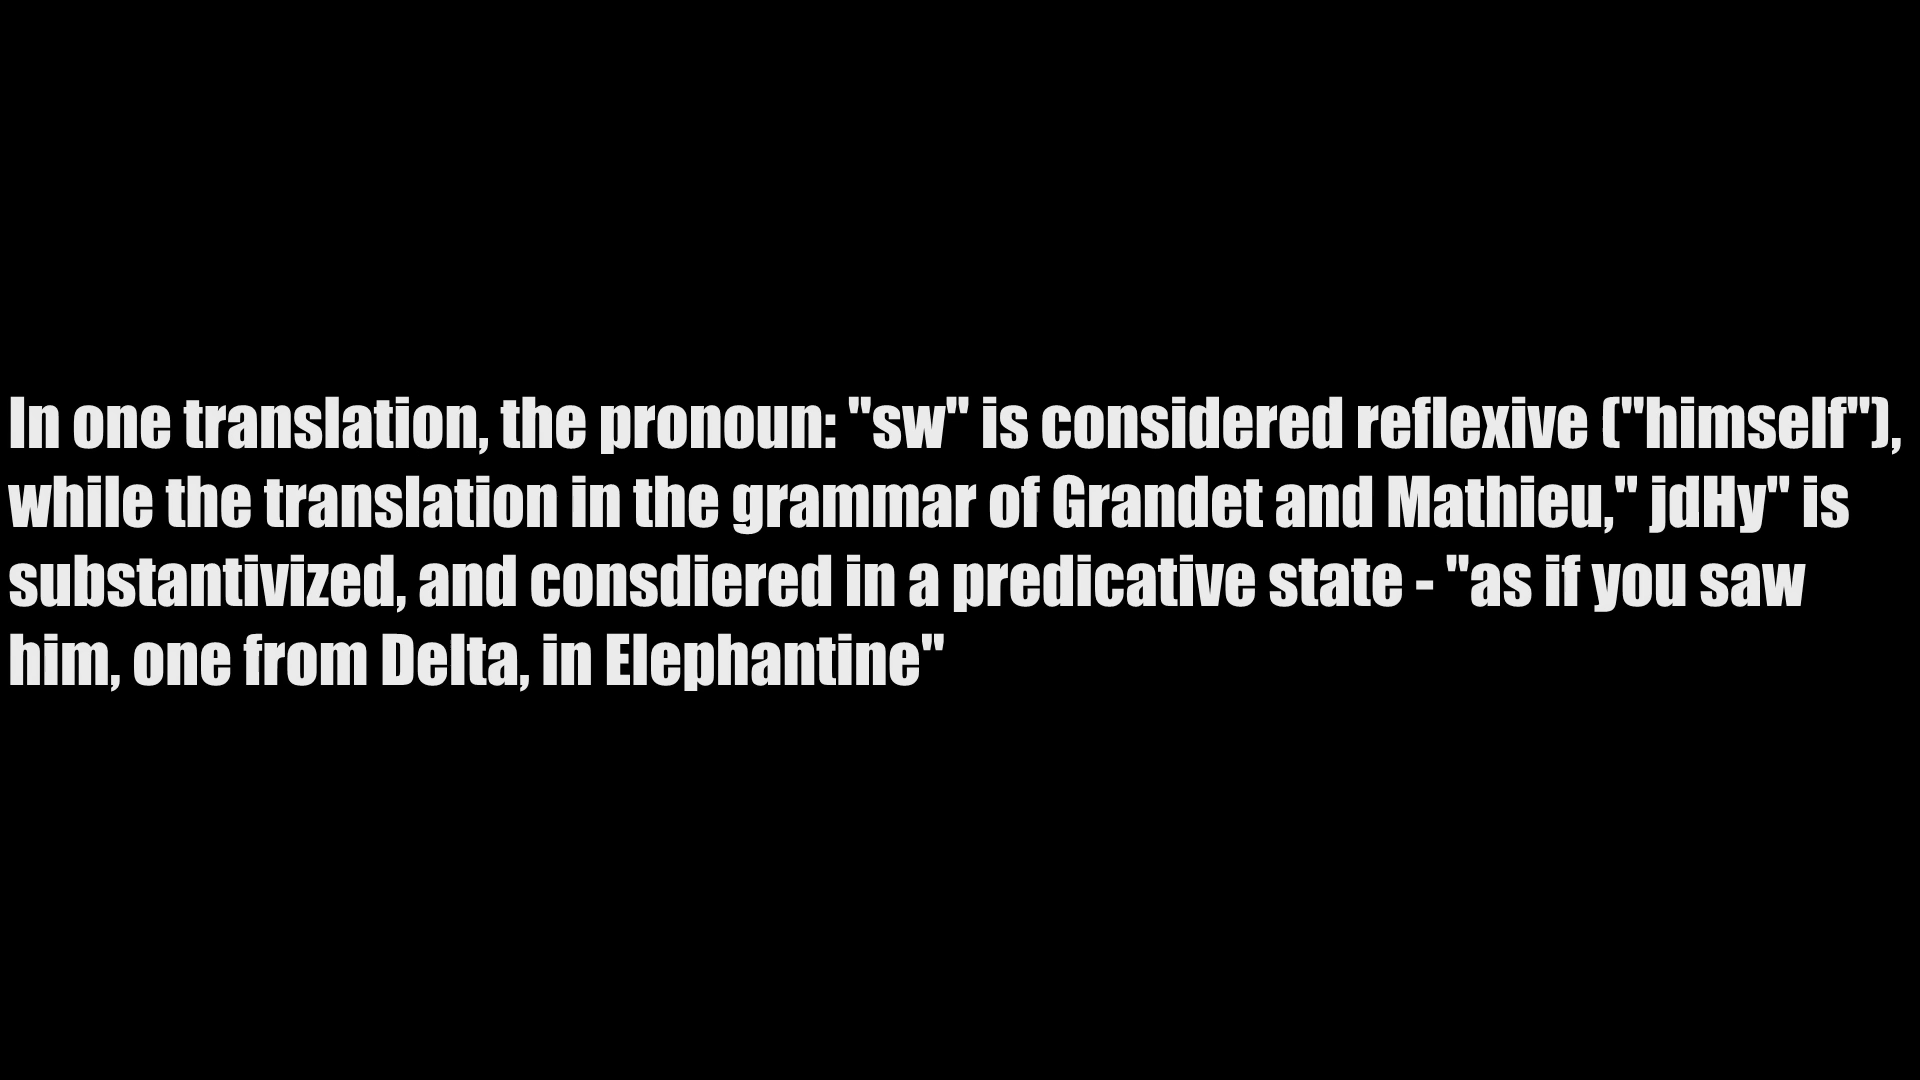 In one translation, the pronoun: "sw" is considered reflexive ("himself"),
while the translation in the grammar of Grandet and Mathieu," jdHy" is
substantivized, and consdiered in a predicative state - "as if you saw
him, one from Delta, in Elephantine"